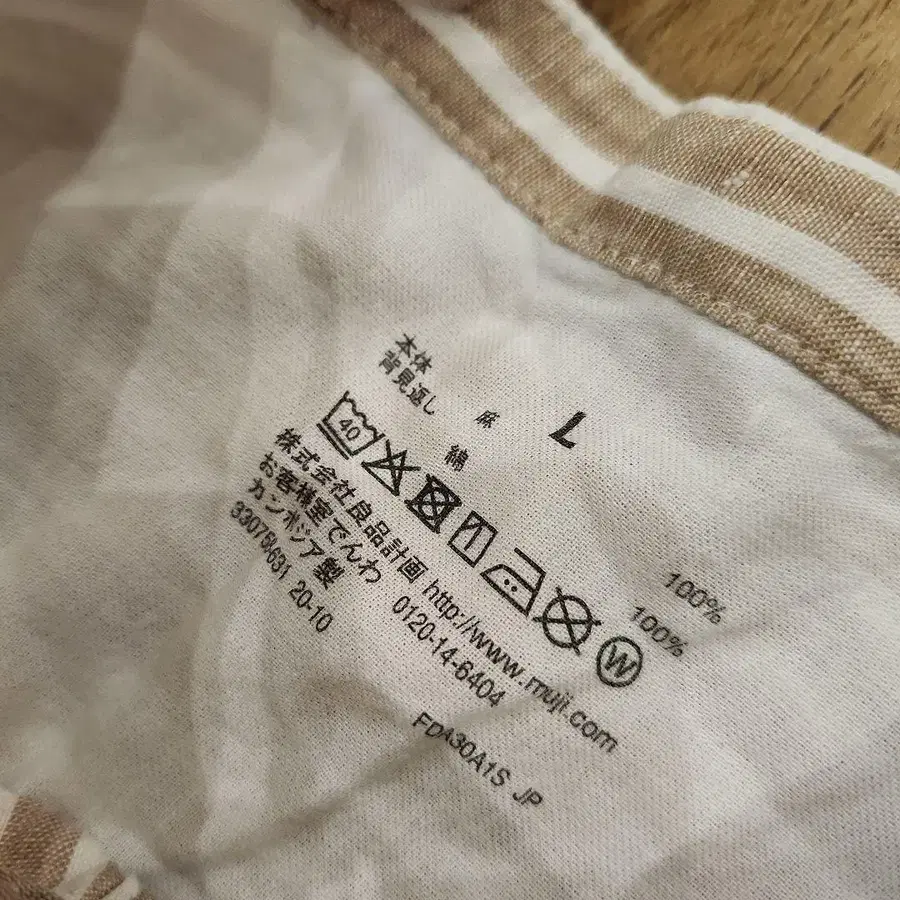 L
本体 麻 100%
背見返し 綿 100%
40 W
株式会社良品計画 http://www.muji.com
お客様室でんわ 0120-14-6404
カンボジア製 FDA30A1S JP
20-10